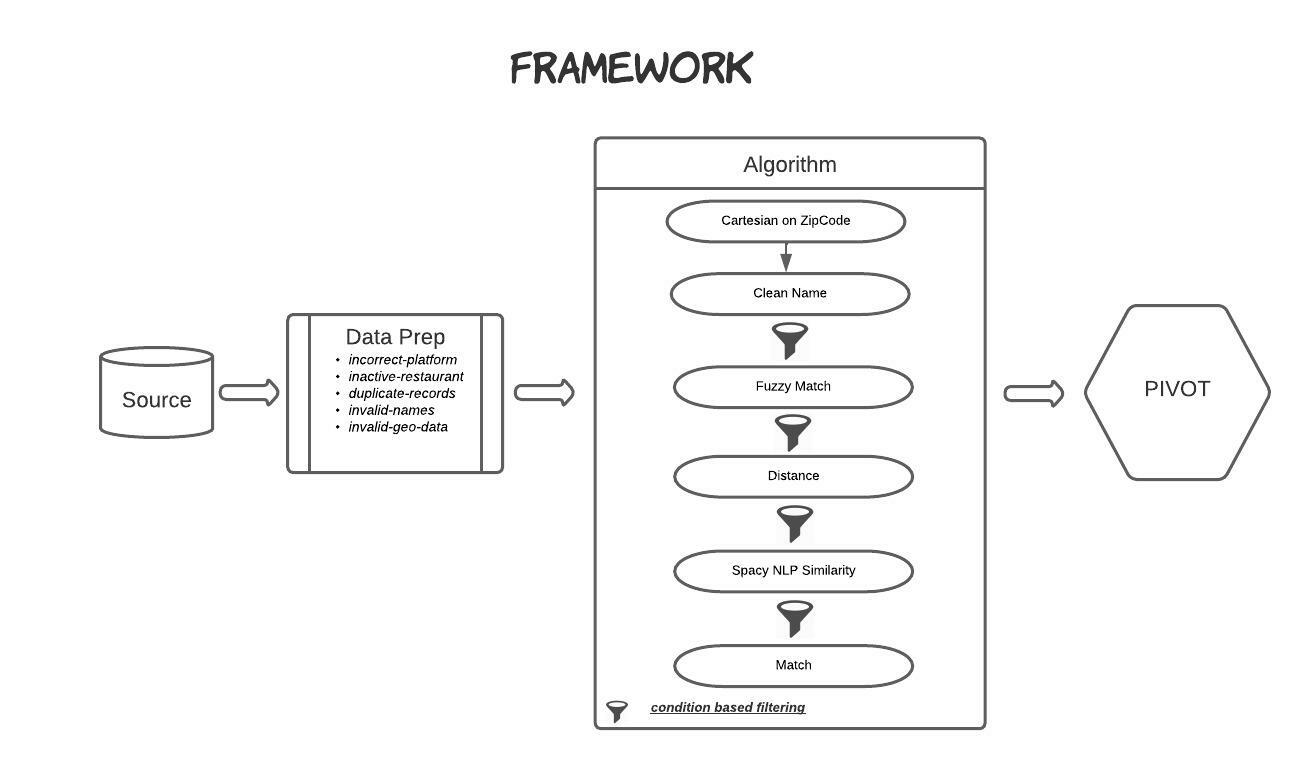 FRAMEWORK
Source
Data Prep
• incorrect-platform
• inactive-restaurant
• duplicate-records
• invalid-names
• invalid-geo-data
Algorithm
Cartesian on ZipCode
Clean Name
Fuzzy Match
Distance
Spacy NLP Similarity
Match
condition based filtering
PIVOT